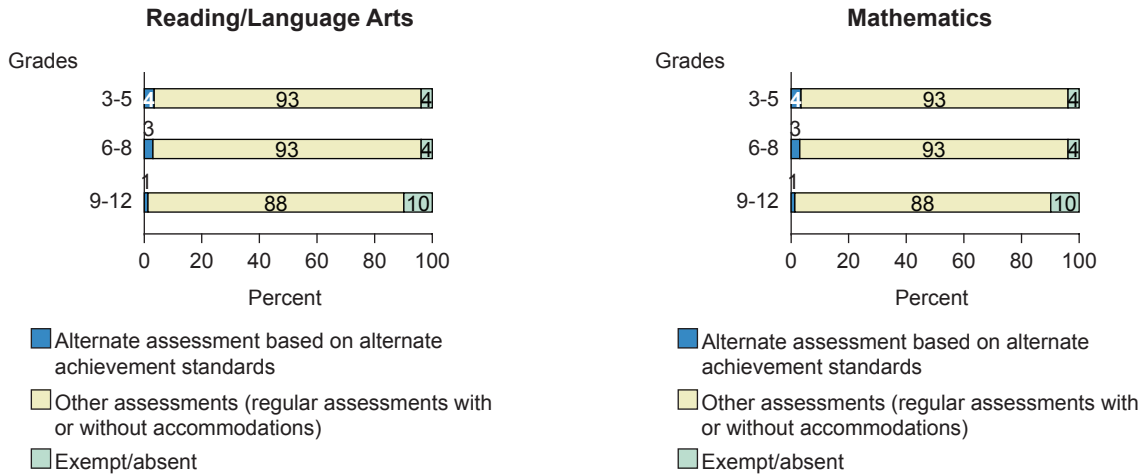 Reading/Language Arts
Grades
3-5
4
93
4
3
6-8
93
4
1
9-12
88
10
0 20 40 60 80 100
Percent
Alternate assessment based on alternate
achievement standards
Other assessments (regular assessments with
or without accommodations)
Exempt/absent
Mathematics
Grades
3-5
4
93
4
3
6-8
93
4
1
9-12
88
10
0 20 40 60 80 100
Percent
Alternate assessment based on alternate
achievement standards
Other assessments (regular assessments with
or without accommodations)
Exempt/absent